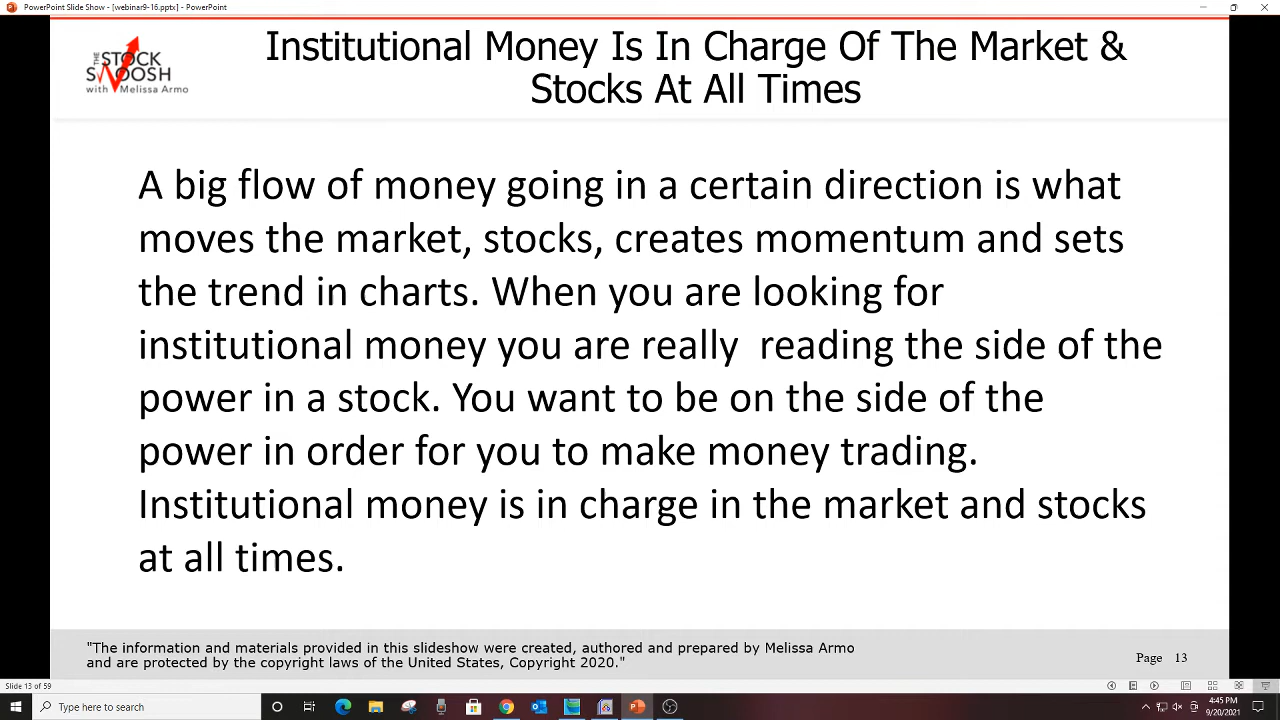 PowerPoint Slide Show - [webinar9-16.pptx] - PowerPoint
THE
STOCK
SWOOSH
with Melissa Armo
Institutional Money Is In Charge Of The Market &
Stocks At All Times
A big flow of money going in a certain direction is what
moves the market, stocks, creates momentum and sets
the trend in charts. When you are looking for
institutional money you are really  reading the side of the
power in a stock. You want to be on the side of the
power in order for you to make money trading.
Institutional money is in charge in the market and stocks
at all times.
"The information and materials provided in this slideshow were created, authored and prepared by Melissa Armo
and are protected by the copyright laws of the United States, Copyright 2020."
Page 13
Slide 13 of 59
Type here to search
4:45 PM
9/20/2021